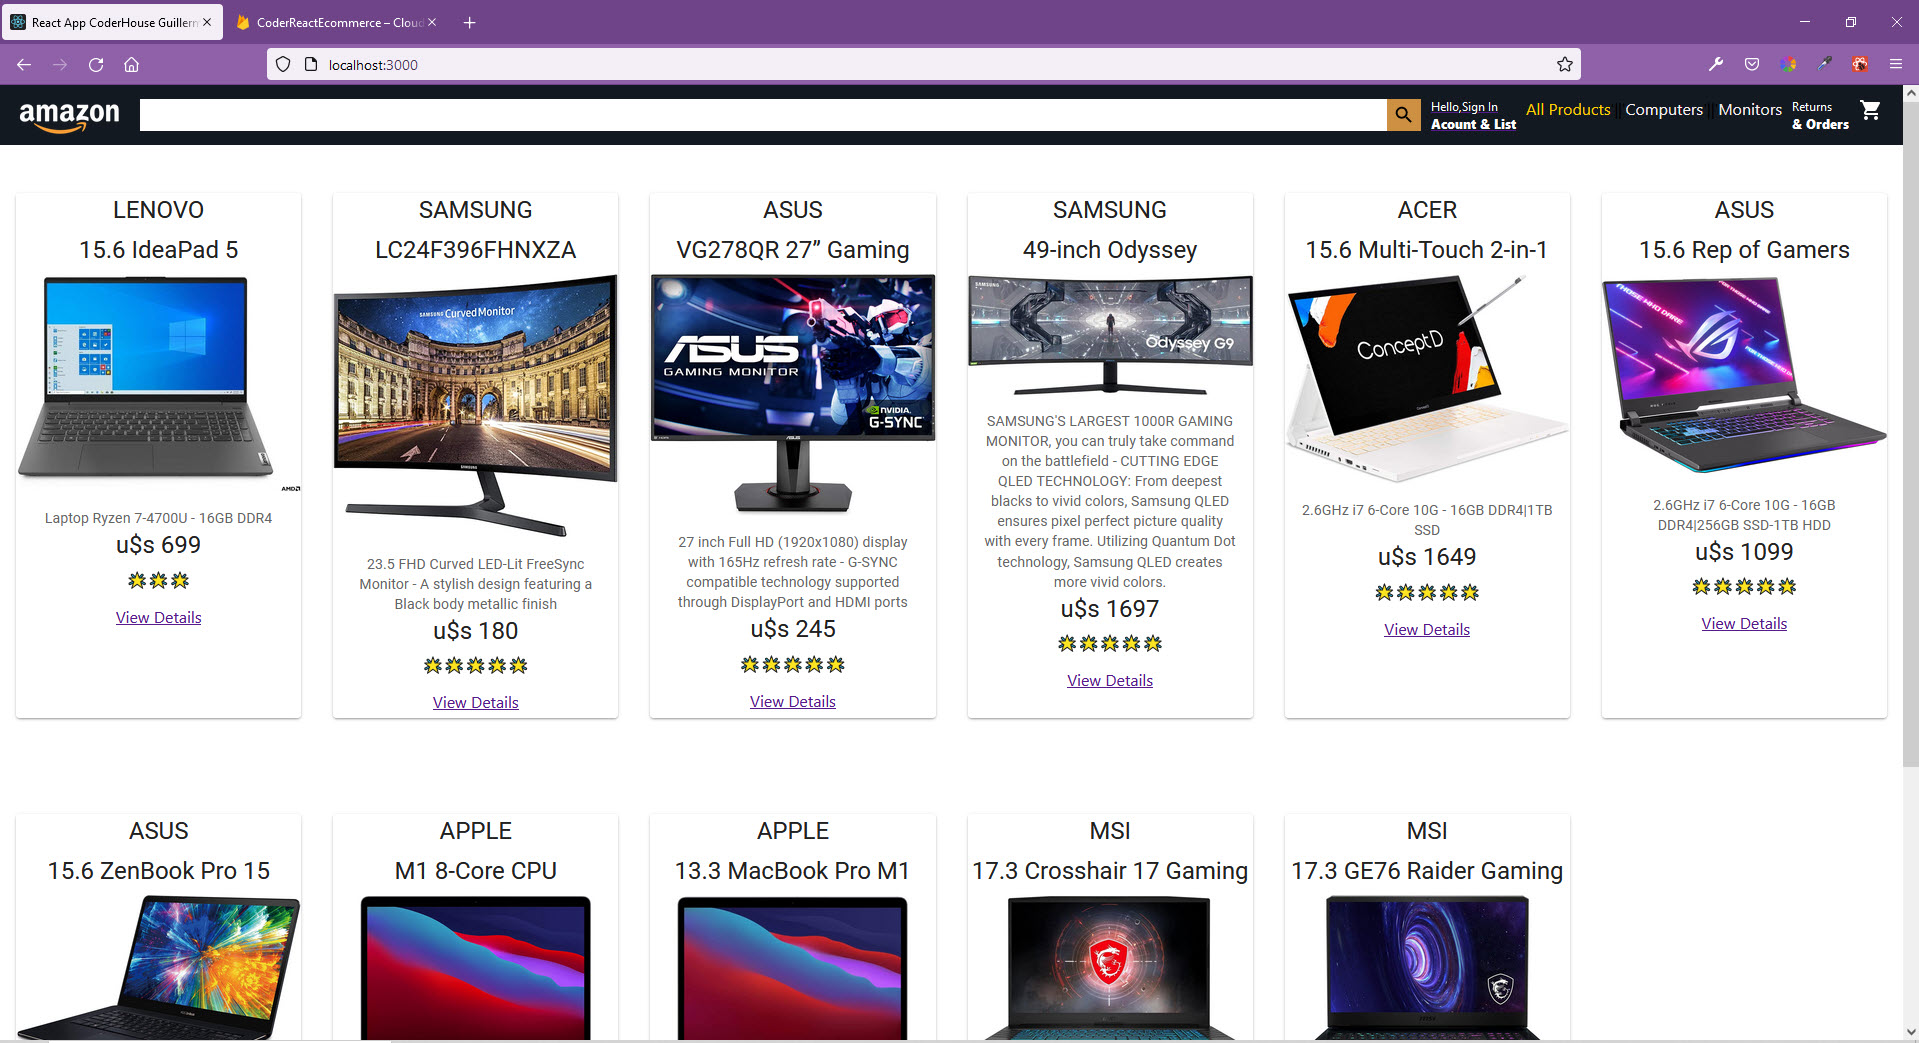 React App CoderHouse Guillerm
CoderReactEcommerce – Cloud
localhost:3000
amazon
Hello,Sign In
Acount & List
All Products || Computers || Monitors
Returns
& Orders
LENOVO
15.6 IdeaPad 5
AMD
Laptop Ryzen 7-4700U - 16GB DDR4
u$s 699
View Details
SAMSUNG
LC24F396FHNXZA
SAMSUNG Curved Monitor
23.5 FHD Curved LED-Lit FreeSync
Monitor - A stylish design featuring a
Black body metallic finish
u$s 180
View Details
ASUS
VG278QR 27” Gaming
ASUS
GAMING MONITOR
NVIDIA.
G-SYNC
27 inch Full HD (1920x1080) display
with 165Hz refresh rate - G-SYNC
compatible technology supported
through DisplayPort and HDMI ports
u$s 245
View Details
SAMSUNG
49-inch Odyssey
SAMSUNG
Odyssey G9
SAMSUNG'S LARGEST 1000R GAMING
MONITOR, you can truly take command
on the battlefield - CUTTING EDGE
QLED TECHNOLOGY: From deepest
blacks to vivid colors, Samsung QLED
ensures pixel perfect picture quality
with every frame. Utilizing Quantum Dot
technology, Samsung QLED creates
more vivid colors.
u$s 1697
View Details
ACER
15.6 Multi-Touch 2-in-1
ConceptD
2.6GHz i7 6-Core 10G - 16GB DDR4|1TB
SSD
u$s 1649
View Details
ASUS
15.6 Rep of Gamers
THOSE WHO DARE
2.6GHz i7 6-Core 10G - 16GB
DDR4|256GB SSD-1TB HDD
u$s 1099
View Details
ASUS
15.6 ZenBook Pro 15
APPLE
M1 8-Core CPU
APPLE
13.3 MacBook Pro M1
MSI
17.3 Crosshair 17 Gaming
MSI
17.3 GE76 Raider Gaming